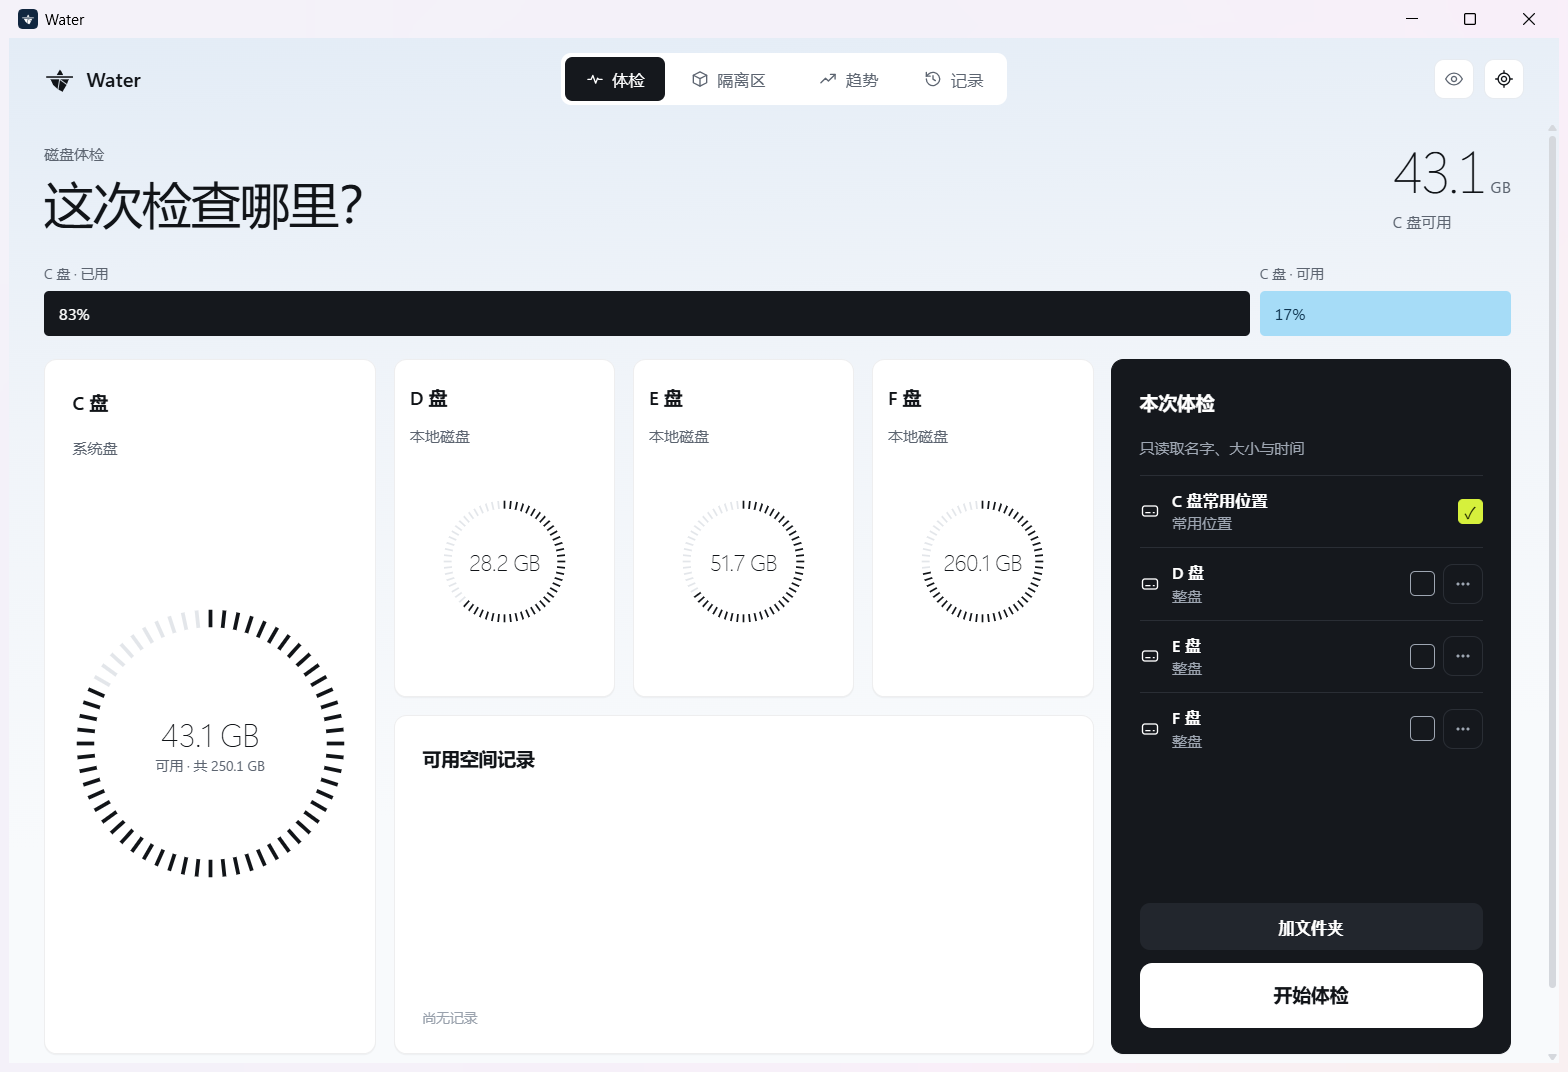 Water
Water
体检
隔离区
趋势
记录
磁盘体检
这次检查哪里?
43.1 GB
C 盘可用
C 盘 · 已用
C 盘 · 可用
83%
17%
C 盘
系统盘
43.1 GB
可用 · 共 250.1 GB
D 盘
本地磁盘
28.2 GB
E 盘
本地磁盘
51.7 GB
F 盘
本地磁盘
260.1 GB
可用空间记录
尚无记录
本次体检
只读取名字、大小与时间
C 盘常用位置
常用位置
D 盘
整盘
E 盘
整盘
F 盘
整盘
加文件夹
开始体检